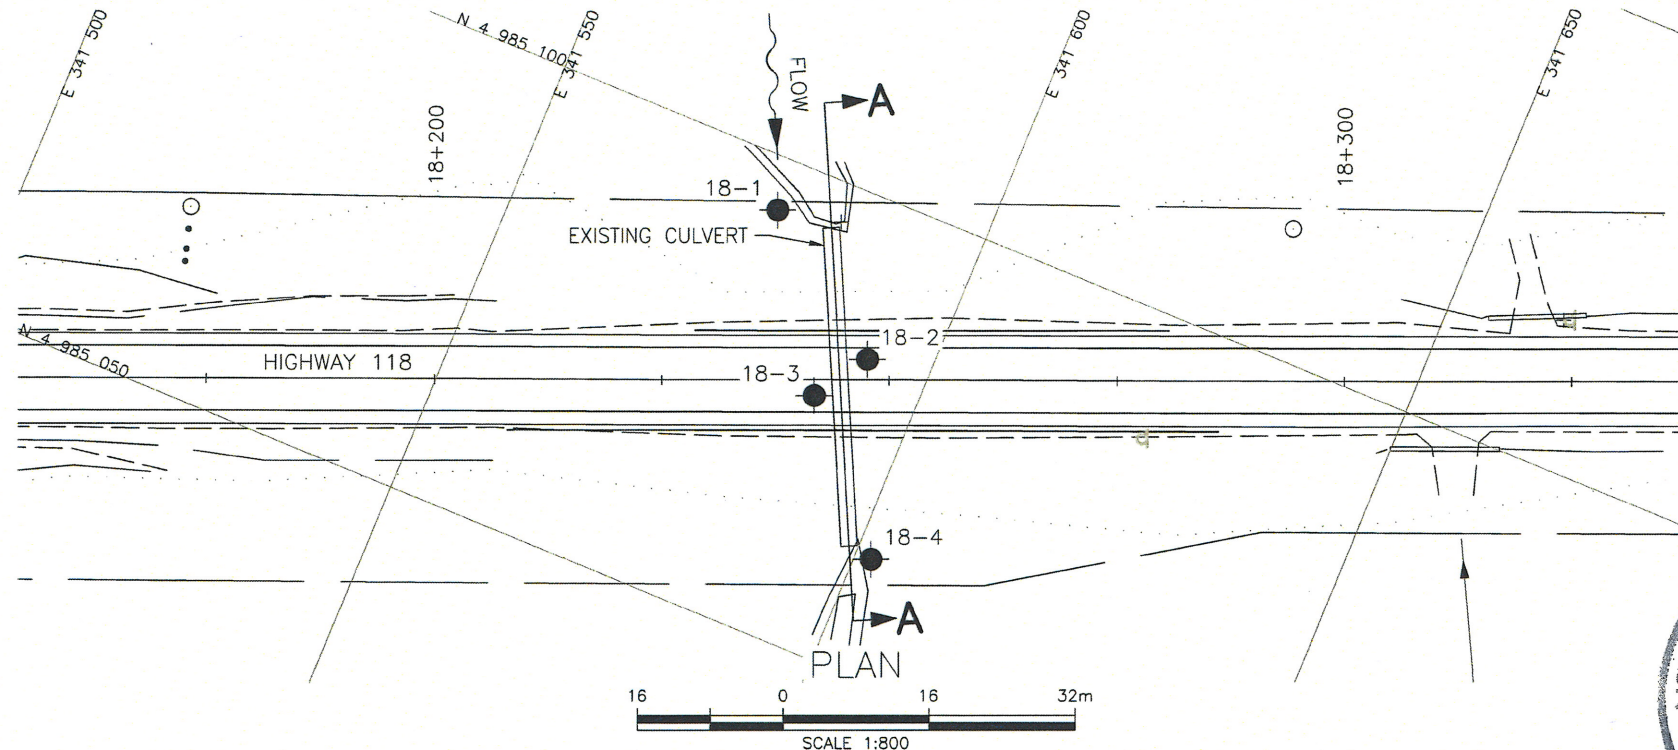 E 341 500
N 4 985 100
E 341 550
FLOW
A
E 341 600
E 341 650
18+200
18+300
18-1
EXISTING CULVERT
N 4 985 050
HIGHWAY 118
18-2
18-3
18-4
A
PLAN
16 0 16 32m
SCALE 1:800